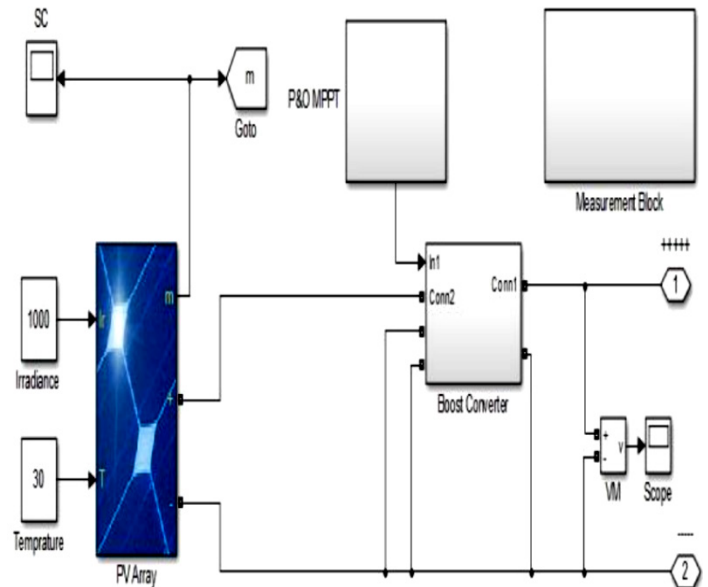 SC
m
Goto
P&O MPPT
Measurement Block
+++++
In1
Conn2
Conn1
1
Boost Converter
1000
Irradiance
Ir
m
+
30
Temprature
T
-
PV Array
+
-
v
VM
Scope
-----
2